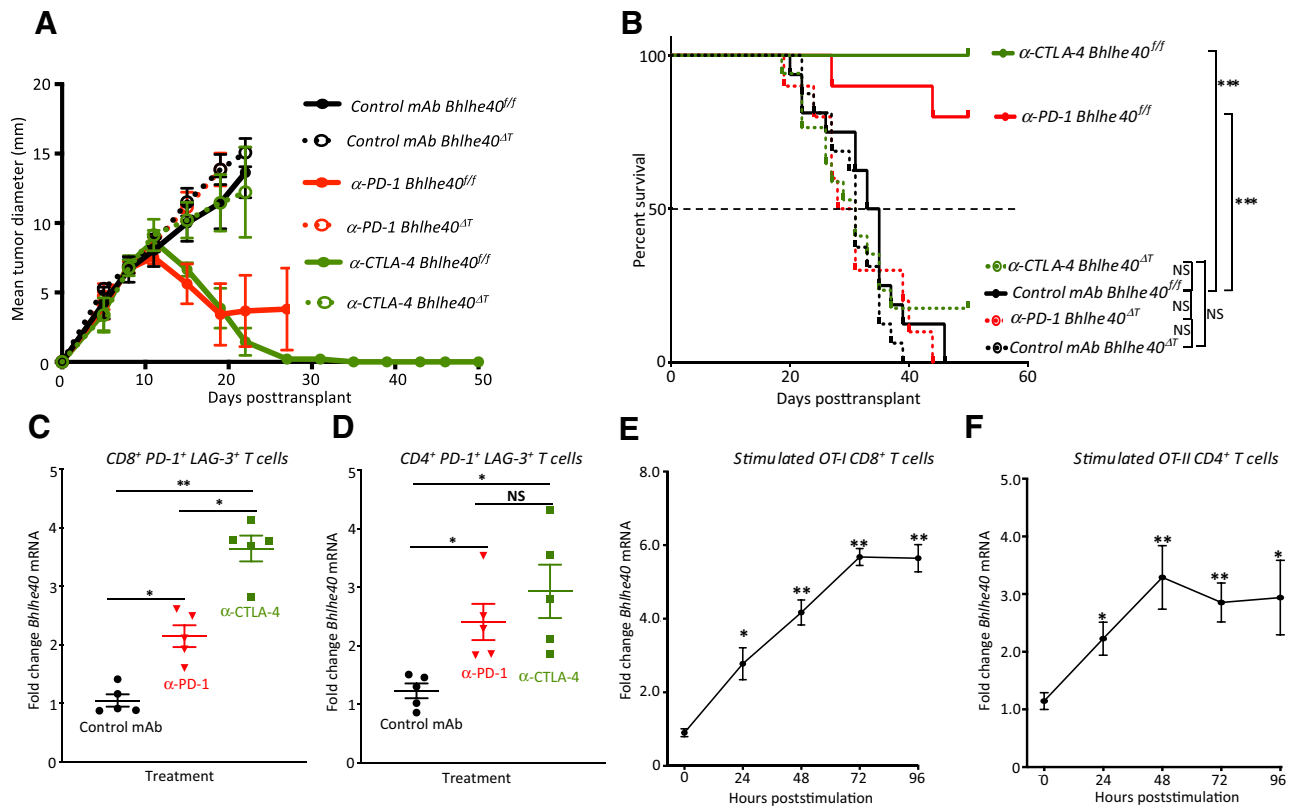 A
Mean tumor diameter (mm)
20
15
10
5
0
0 10 20 30 40 50
Days posttransplant
Control mAb Bhlhe40f/f
Control mAb Bhlhe40ΔT
α-PD-1 Bhlhe40f/f
α-PD-1 Bhlhe40ΔT
α-CTLA-4 Bhlhe40f/f
α-CTLA-4 Bhlhe40ΔT
B
Percent survival
100
50
0
0 20 40 60
Days posttransplant
α-CTLA-4 Bhlhe40f/f
α-PD-1 Bhlhe40f/f
α-CTLA-4 Bhlhe40ΔT
Control mAb Bhlhe40f/f
α-PD-1 Bhlhe40ΔT
Control mAb Bhlhe40ΔT
NS
NS
NS
NS
***
***
C
CD8+ PD-1+ LAG-3+ T cells
Fold change Bhlhe40 mRNA
5
4
3
2
1
0
**
*
*
α-CTLA-4
α-PD-1
Control mAb
Treatment
D
CD4+ PD-1+ LAG-3+ T cells
Fold change Bhlhe40 mRNA
5
4
3
2
1
0
*
NS
*
α-PD-1
α-CTLA-4
Control mAb
Treatment
E
Stimulated OT-I CD8+ T cells
Fold change Bhlhe40 mRNA
8.0
6.0
4.0
2.0
0
* ** ** **
0 24 48 72 96
Hours poststimulation
F
Stimulated OT-II CD4+ T cells
Fold change Bhlhe40 mRNA
5.0
4.0
3.0
2.0
1.0
0
* ** ** *
0 24 48 72 96
Hours poststimulation